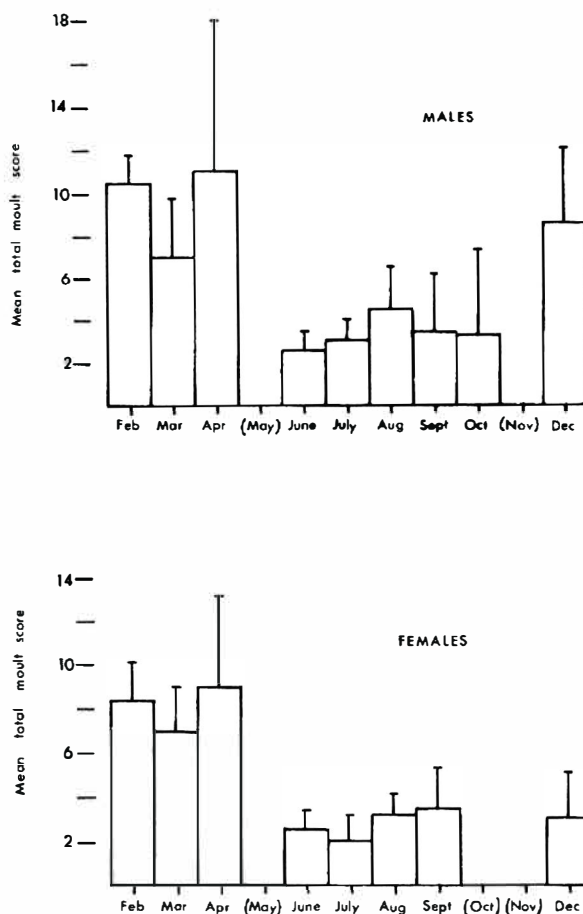 18
14
MALES
10
6
2
Mean total moult score
Feb Mar Apr (May) June July Aug Sept Oct (Nov) Dec
14
FEMALES
10
6
2
Mean total moult score
Feb Mar Apr (May) June July Aug Sept (Oct) (Nov) Dec